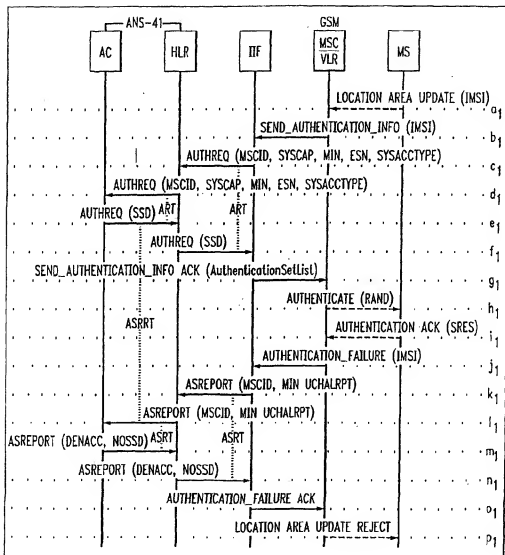 ANS-41
GSM
AC
HLR
IIF
MSC
VLR
MS
LOCATION AREA UPDATE (IMSI)
a1
SEND_AUTHENTICATION_INFO (IMSI)
b1
AUTHREQ (MSCID, SYSCAP, MIN, ESN, SYSACCTYPE)
c1
AUTHREQ (MSCID, SYSCAP, MIN, ESN, SYSACCTYPE)
d1
AUTHREQ (SSD)
ART
ART
e1
AUTHREQ (SSD)
f1
SEND_AUTHENTICATION_INFO ACK (AuthenticationSetList)
g1
AUTHENTICATE (RAND)
h1
ASRRT
AUTHENTICATION ACK (SRES)
i1
AUTHENTICATION_FAILURE (IMSI)
j1
ASREPORT (MSCID, MIN UCHALRPT)
k1
ASREPORT (MSCID, MIN UCHALRPT)
l1
ASREPORT (DENACC, NOSSD)
ASRT
ASRT
m1
ASREPORT (DENACC, NOSSD)
n1
AUTHENTICATION_FAILURE ACK
o1
LOCATION AREA UPDATE REJECT
p1